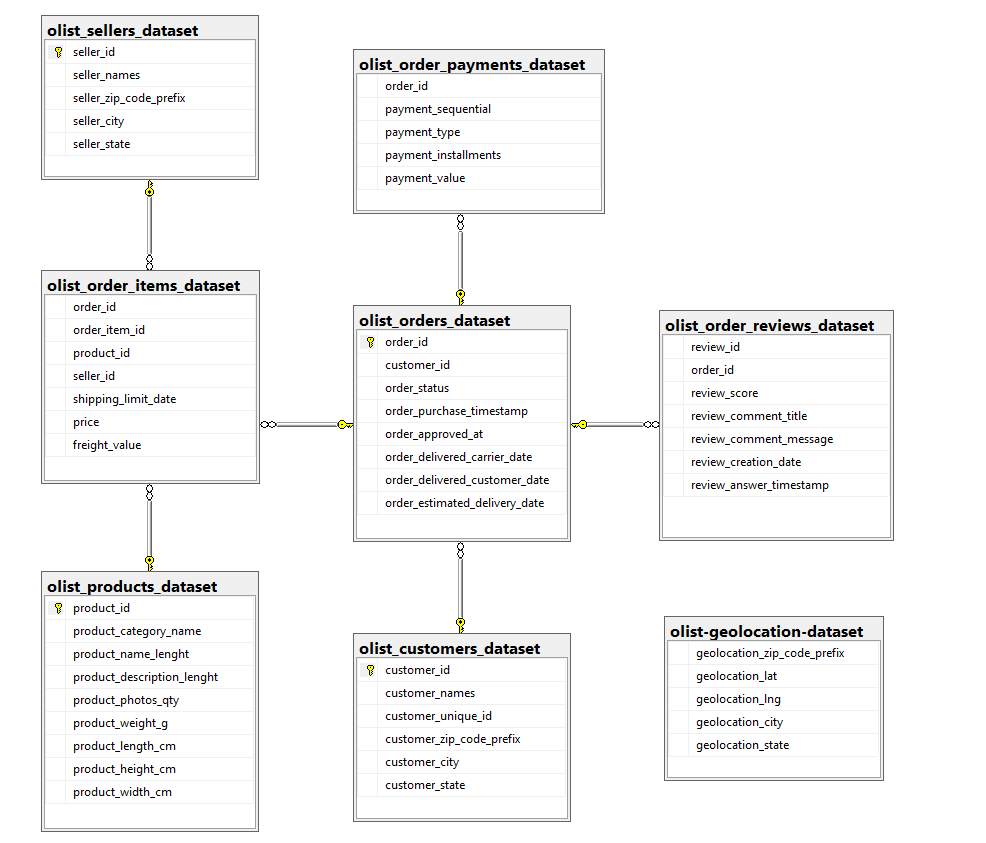 olist_sellers_dataset
seller_id
seller_names
seller_zip_code_prefix
seller_city
seller_state
olist_order_payments_dataset
order_id
payment_sequential
payment_type
payment_installments
payment_value
olist_order_items_dataset
order_id
order_item_id
product_id
seller_id
shipping_limit_date
price
freight_value
olist_orders_dataset
order_id
customer_id
order_status
order_purchase_timestamp
order_approved_at
order_delivered_carrier_date
order_delivered_customer_date
order_estimated_delivery_date
olist_order_reviews_dataset
review_id
order_id
review_score
review_comment_title
review_comment_message
review_creation_date
review_answer_timestamp
olist_products_dataset
product_id
product_category_name
product_name_lenght
product_description_lenght
product_photos_qty
product_weight_g
product_length_cm
product_height_cm
product_width_cm
olist_customers_dataset
customer_id
customer_names
customer_unique_id
customer_zip_code_prefix
customer_city
customer_state
olist-geolocation-dataset
geolocation_zip_code_prefix
geolocation_lat
geolocation_lng
geolocation_city
geolocation_state